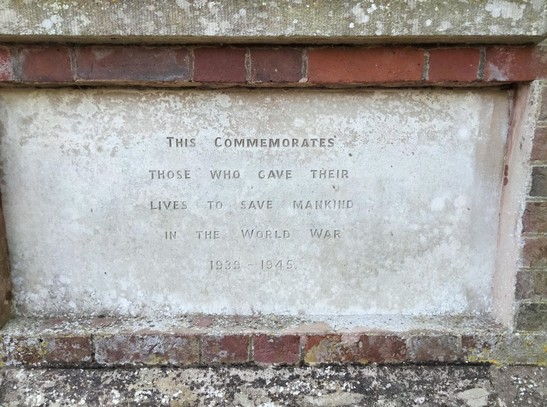 This Commemorates
those who gave their
lives to save mankind
in the World War
1939 - 1945.